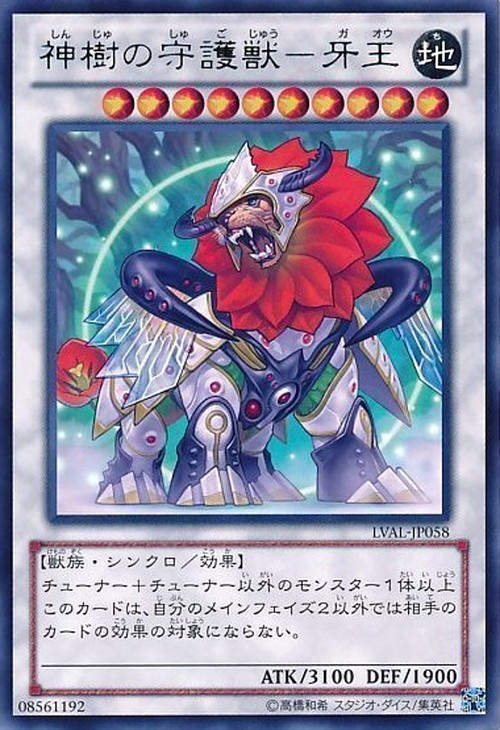 神樹の守護獣－牙王
地
LVAL-JP058
【獣族・シンクロ／効果】
チューナー＋チューナー以外のモンスター１体以上
このカードは、自分のメインフェイズ２以外では相手の
カードの効果の対象にならない。
ATK/3100 DEF/1900
08561192
©高橋和希 スタジオ・ダイス/集英社